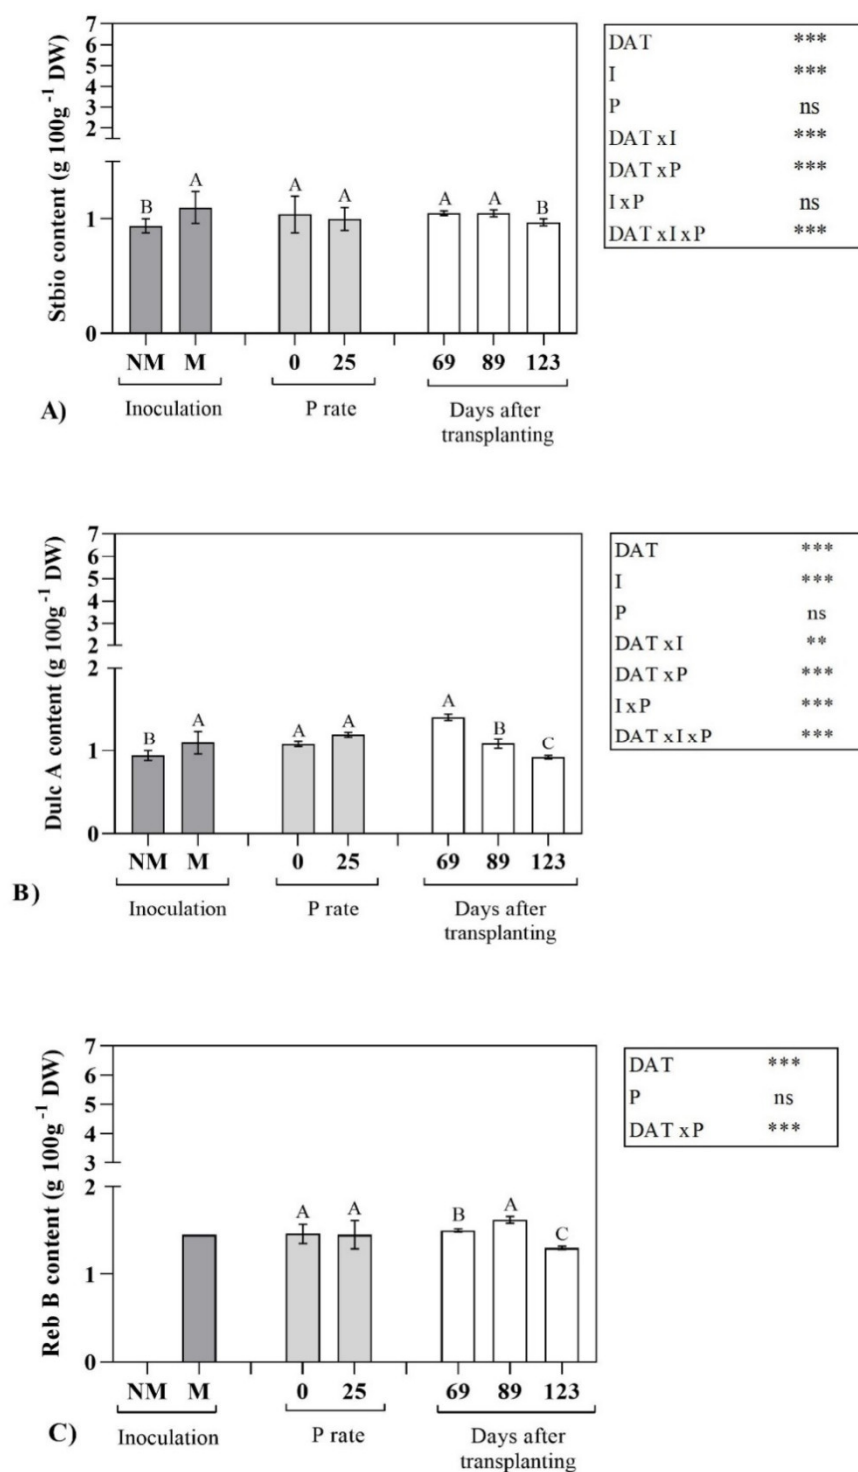 Stbio content (g 100g⁻¹ DW)
7
6
5
4
3
2
1
0
B
A
A
A
A
A
B
NM M 0 25 69 89 123
Inoculation P rate Days after
transplanting
A)
DAT ***
I ***
P ns
DAT x I ***
DAT x P ***
I x P ns
DAT x I x P ***
Dulc A content (g 100g⁻¹ DW)
7
6
5
4
3
2
2
1
0
B
A
A
A
A
B
C
NM M 0 25 69 89 123
Inoculation P rate Days after
transplanting
B)
DAT ***
I ***
P ns
DAT x I **
DAT x P ***
I x P ***
DAT x I x P ***
Reb B content (g 100g⁻¹ DW)
7
6
5
4
3
2
1
0
A
A
B
A
C
NM M 0 25 69 89 123
Inoculation P rate Days after
transplanting
C)
DAT ***
P ns
DAT x P ***